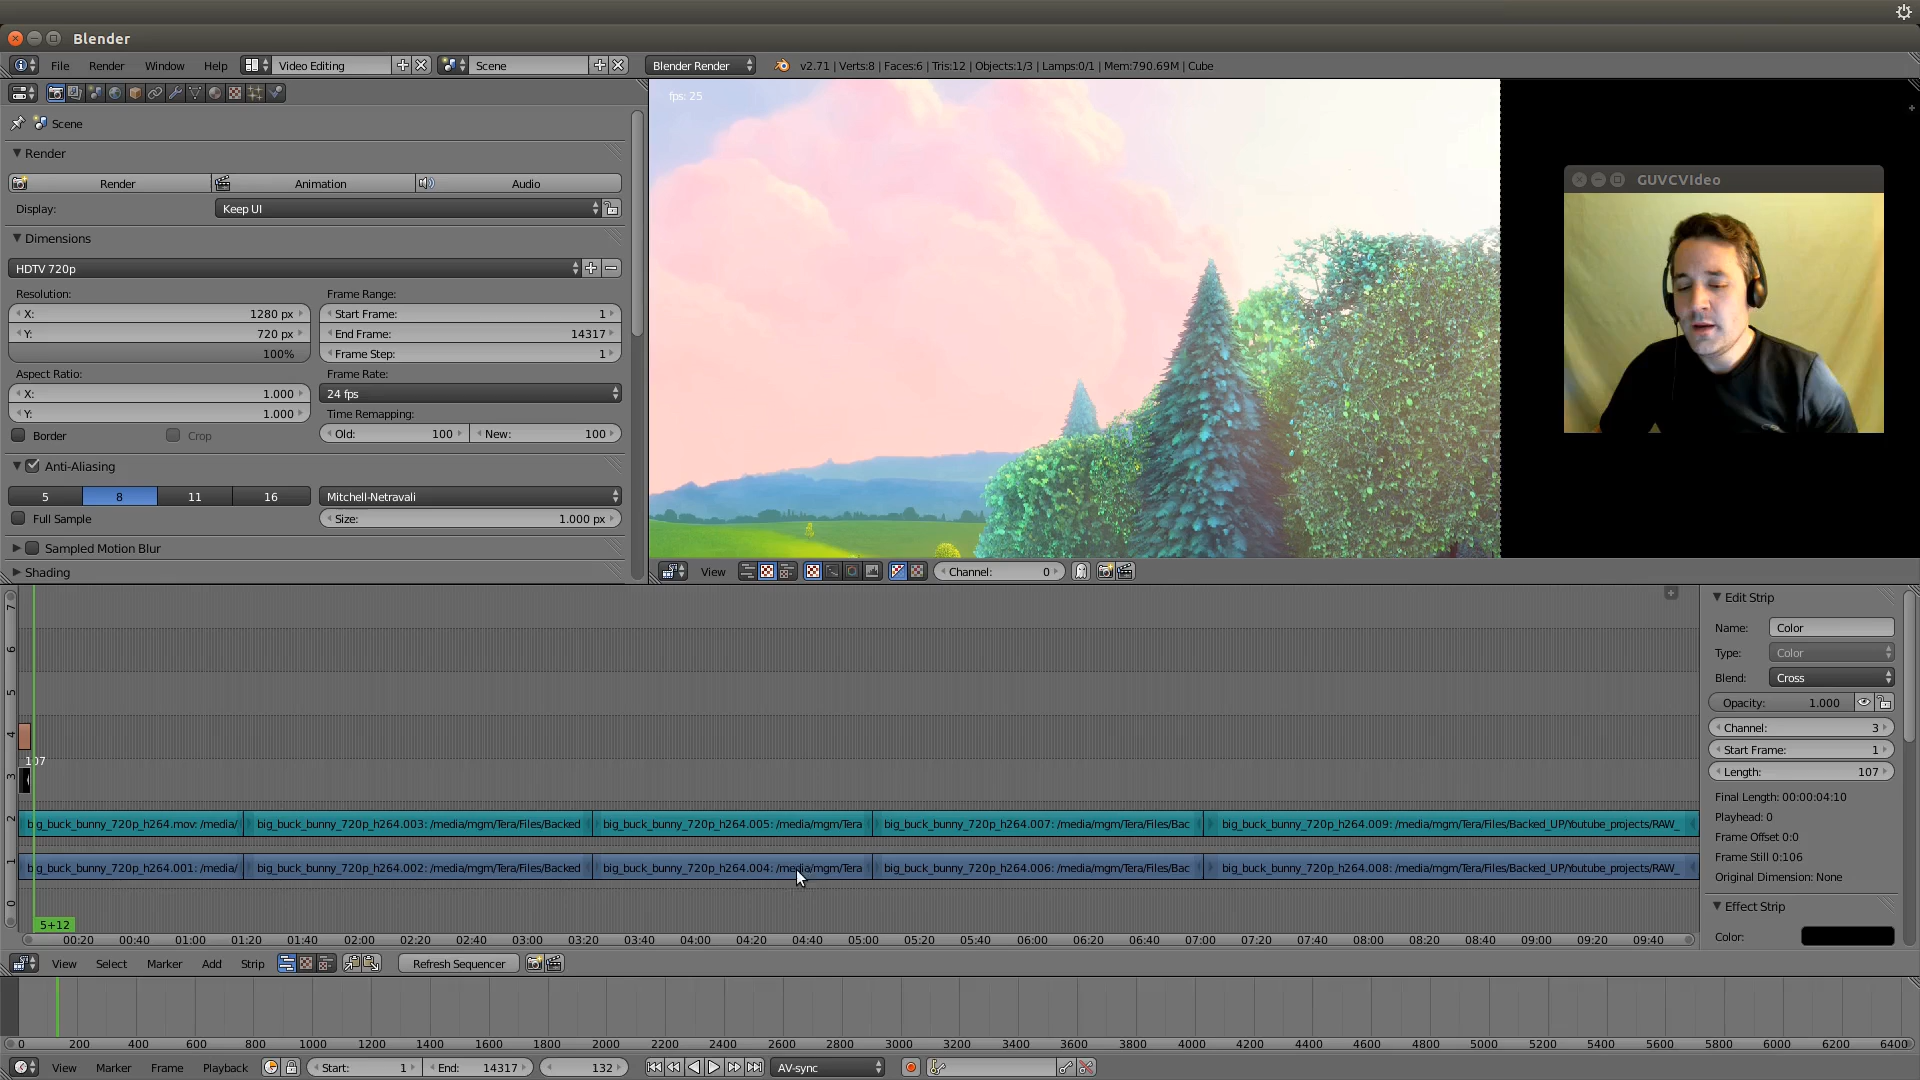 Blender
File Render Window Help Video Editing Scene Blender Render v2.71 | Verts:8 | Faces:6 | Tris:12 | Objects:1/3 | Lamps:0/1 | Mem:790.69M | Cube
fps: 25
Scene
Render
Render Animation Audio
Display: Keep UI
Dimensions
HDTV 720p
Resolution: Frame Range:
X: 1280 px Start Frame: 1
Y: 720 px End Frame: 14317
100% Frame Step: 1
Aspect Ratio: Frame Rate:
X: 1.000 24 fps
Y: 1.000 Time Remapping:
Border Crop Old: 100 New: 100
Anti-Aliasing
5 8 11 16 Mitchell-Netravali
Full Sample Size: 1.000 px
Sampled Motion Blur
Shading
GUVCVIdeo
View Channel: 0
7
6
5
4
107
3
2 big_buck_bunny_720p_h264.mov: /media/ big_buck_bunny_720p_h264.003: /media/mgm/Tera/Files/Backed big_buck_bunny_720p_h264.005: /media/mgm/Tera big_buck_bunny_720p_h264.007: /media/mgm/Tera/Files/Bac big_buck_bunny_720p_h264.009: /media/mgm/Tera/Files/Backed_UP/Youtube_projects/RAW_
1 big_buck_bunny_720p_h264.001: /media/ big_buck_bunny_720p_h264.002: /media/mgm/Tera/Files/Backed big_buck_bunny_720p_h264.004: /media/mgm/Tera big_buck_bunny_720p_h264.006: /media/mgm/Tera/Files/Bac big_buck_bunny_720p_h264.008: /media/mgm/Tera/Files/Backed_UP/Youtube_projects/RAW_
0
5+12
00:20 00:40 01:00 01:20 01:40 02:00 02:20 02:40 03:00 03:20 03:40 04:00 04:20 04:40 05:00 05:20 05:40 06:00 06:20 06:40 07:00 07:20 07:40 08:00 08:20 08:40 09:00 09:20 09:40
View Select Marker Add Strip Refresh Sequencer
Edit Strip
Name: Color
Type: Color
Blend: Cross
Opacity: 1.000
Channel: 3
Start Frame: 1
Length: 107
Final Length: 00:00:04:10
Playhead: 0
Frame Offset 0:0
Frame Still 0:106
Original Dimension: None
Effect Strip
Color:
0 200 400 600 800 1000 1200 1400 1600 1800 2000 2200 2400 2600 2800 3000 3200 3400 3600 3800 4000 4200 4400 4600 4800 5000 5200 5400 5600 5800 6000 6200 6400
View Marker Frame Playback Start: 1 End: 14317 132 AV-sync